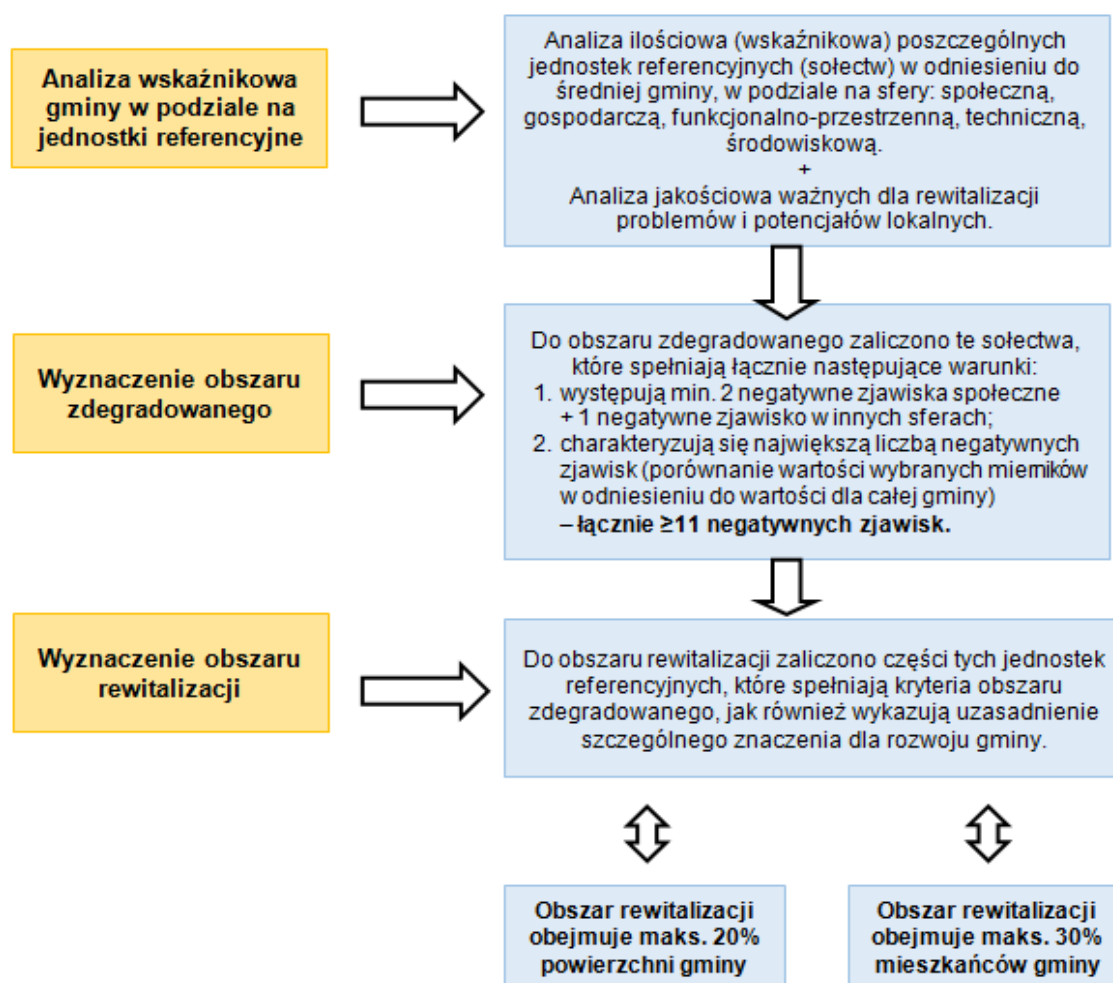 Analiza wskaźnikowa
gminy w podziale na
jednostki referencyjne
Analiza ilościowa (wskaźnikowa) poszczególnych
jednostek referencyjnych (sołectw) w odniesieniu do
średniej gminy, w podziale na sfery: społeczną,
gospodarczą, funkcjonalno-przestrzenną, techniczną,
środowiskową.
+
Analiza jakościowa ważnych dla rewitalizacji
problemów i potencjałów lokalnych.
Wyznaczenie obszaru
zdegradowanego
Do obszaru zdegradowanego zaliczono te sołectwa,
które spełniają łącznie następujące warunki:
1. występują min. 2 negatywne zjawiska społeczne
+ 1 negatywne zjawisko w innych sferach;
2. charakteryzują się największą liczbą negatywnych
zjawisk (porównanie wartości wybranych mierników
w odniesieniu do wartości dla całej gminy)
– łącznie ≥11 negatywnych zjawisk.
Wyznaczenie obszaru
rewitalizacji
Do obszaru rewitalizacji zaliczono części tych jednostek
referencyjnych, które spełniają kryteria obszaru
zdegradowanego, jak również wykazują uzasadnienie
szczególnego znaczenia dla rozwoju gminy.
Obszar rewitalizacji
obejmuje maks. 20%
powierzchni gminy
Obszar rewitalizacji
obejmuje maks. 30%
mieszkańców gminy